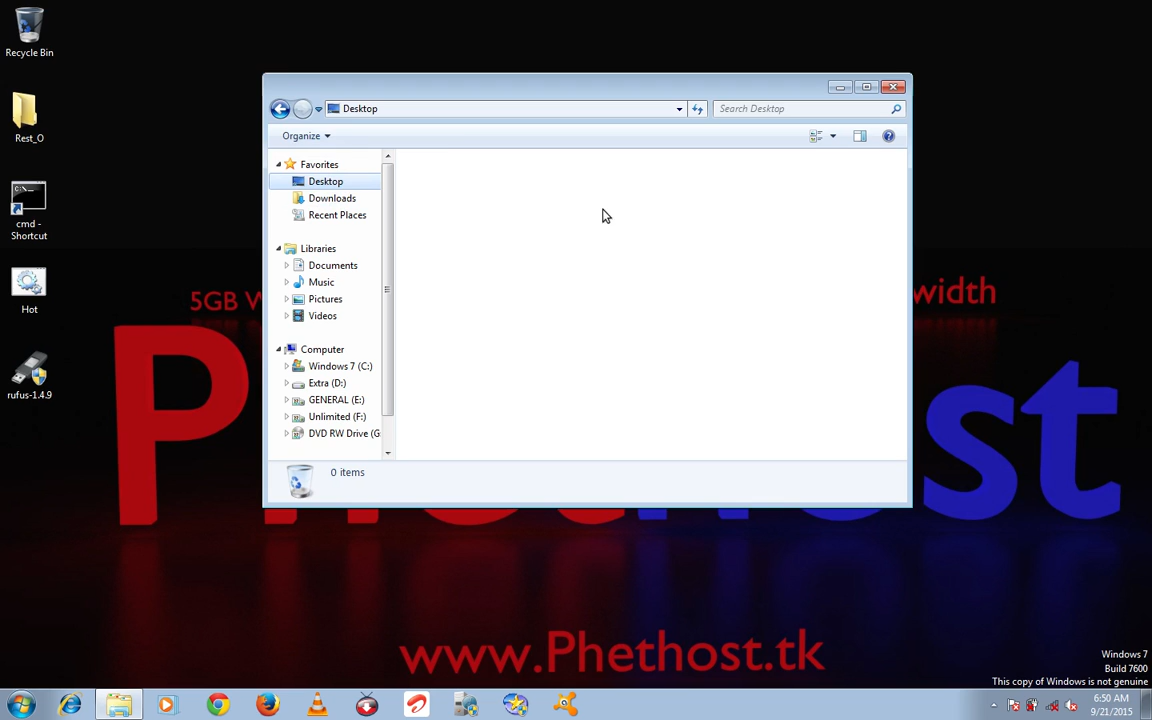 Recycle Bin
Rest_O
cmd -
Shortcut
Hot
rufus-1.4.9
Desktop
Search Desktop
Organize
Favorites
Desktop
Downloads
Recent Places
Libraries
Documents
Music
Pictures
Videos
Computer
Windows 7 (C:)
Extra (D:)
GENERAL (E:)
Unlimited (F:)
DVD RW Drive (G
0 items
5GB W
width
www.Phethost.tk
Windows 7
Build 7600
This copy of Windows is not genuine
6:50 AM
9/21/2015